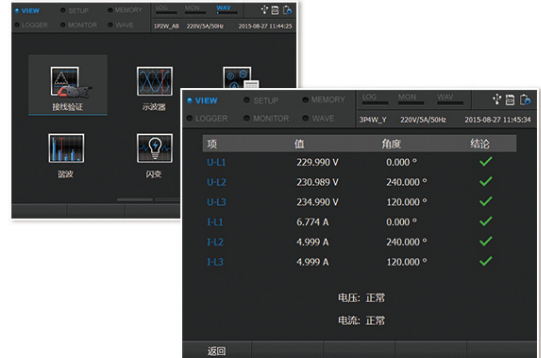 VIEW SETUP MEMORY LOG MON WAV
LOGGER MONITOR WAVE 1P2W_AB 220V/5A/50Hz 2015-08-27 11:44:25
接线验证 示波器
谐波 闪变
VIEW SETUP MEMORY LOG MON WAV
LOGGER MONITOR WAVE 3P4W_Y 220V/5A/50Hz 2015-08-27 11:45:34
项 值 角度 结论
U-L1 229.990 V 0.000 °
U-L2 230.989 V 240.000 °
U-L3 234.990 V 120.000 °
I-L1 6.774 A 0.000 °
I-L2 4.999 A 240.000 °
I-L3 4.999 A 120.000 °
电压: 正常
电流: 正常
返回